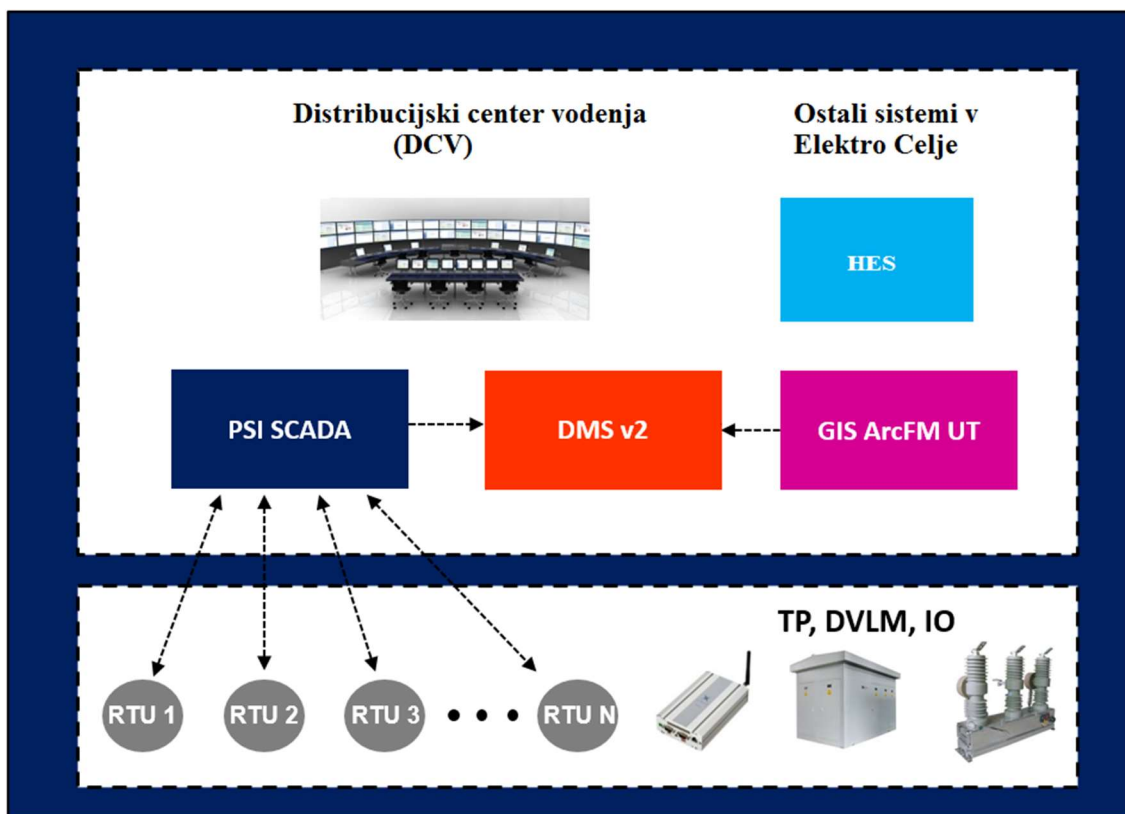 Distribucijski center vodenja
(DCV)
Ostali sistemi v
Elektro Celje
HES
PSI SCADA
DMS v2
GIS ArcFM UT
TP, DVLM, IO
RTU 1
RTU 2
RTU 3
• • •
RTU N